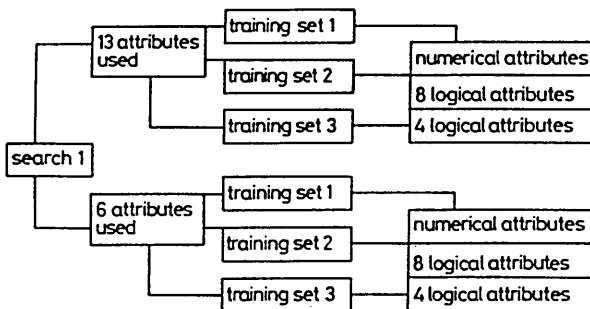 13 attributes
used
training set 1
training set 2
training set 3
numerical attributes
8 logical attributes
4 logical attributes
search 1
6 attributes
used
training set 1
training set 2
training set 3
numerical attributes
8 logical attributes
4 logical attributes